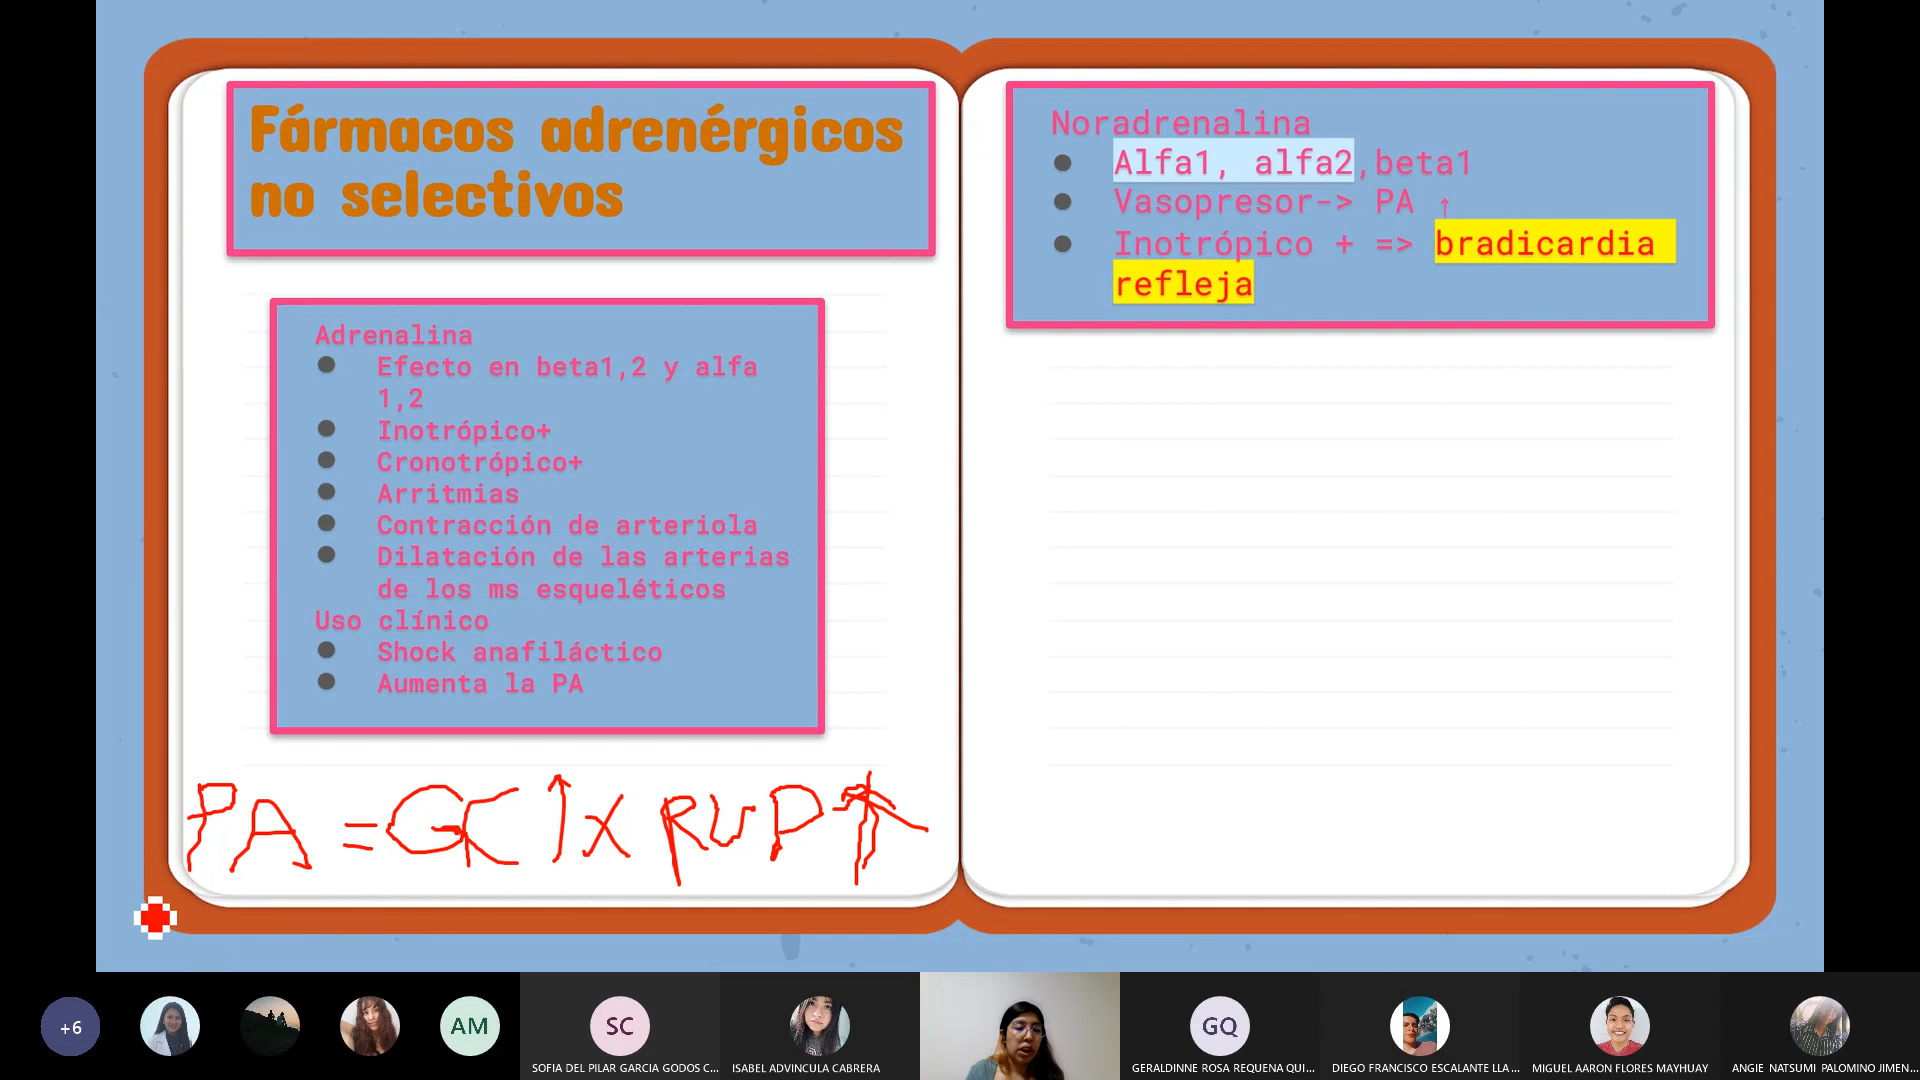 Fármacos adrenérgicos
no selectivos
Adrenalina
Efecto en beta1,2 y alfa
1,2
Inotrópico+
Cronotrópico+
Arritmias
Contracción de arteriola
Dilatación de las arterias
de los ms esqueléticos
Uso clínico
Shock anafiláctico
Aumenta la PA
PA = GC ↑ X RVP ↑
Noradrenalina
Alfa1, alfa2,beta1
Vasopresor-> PA ↑
Inotrópico + => bradicardia
refleja
+6
AM
SC
SOFIA DEL PILAR GARCIA GODOS C...
ISABEL ADVINCULA CABRERA
GQ
GERALDINNE ROSA REQUENA QUI...
DIEGO FRANCISCO ESCALANTE LLA...
MIGUEL AARON FLORES MAYHUAY
ANGIE NATSUMI PALOMINO JIMEN...